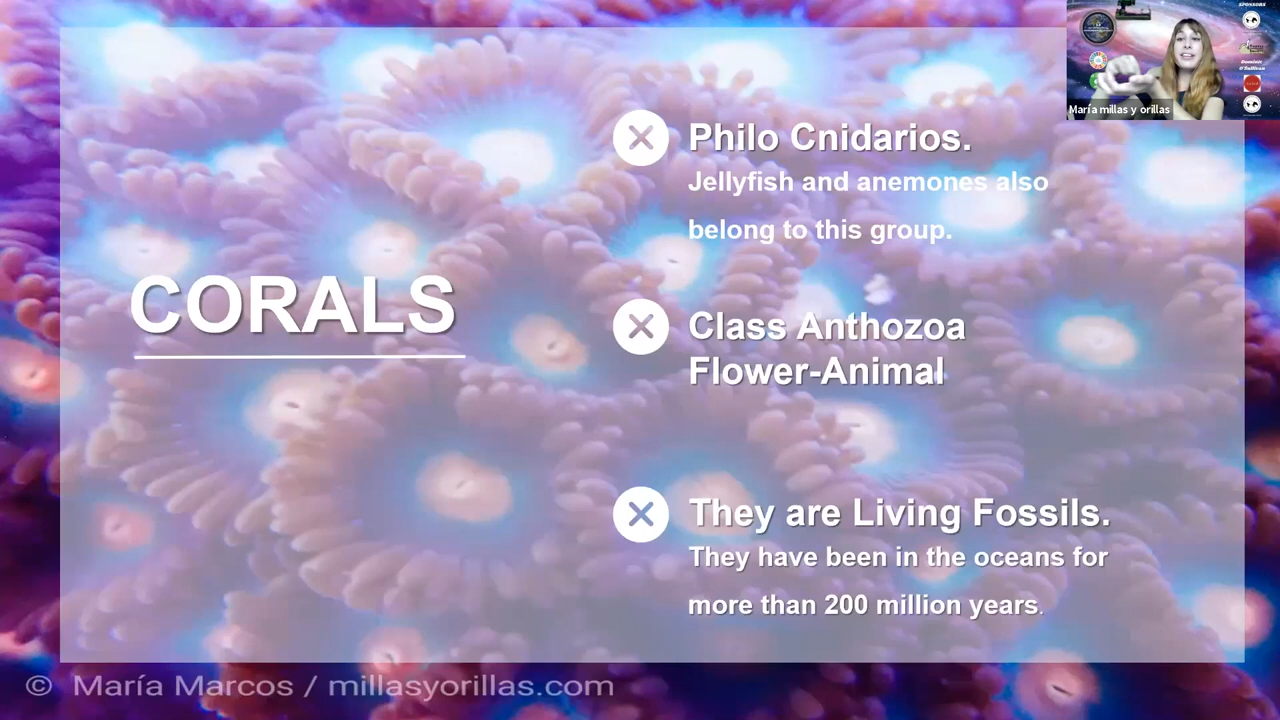 CORALS
Philo Cnidarios.
Jellyfish and anemones also
belong to this group.
Class Anthozoa
Flower-Animal
They are Living Fossils.
They have been in the oceans for
more than 200 million years.
© María Marcos / millasyorillas.com
María millas y orillas
SPONSORS
Dominic
O'Sullivan